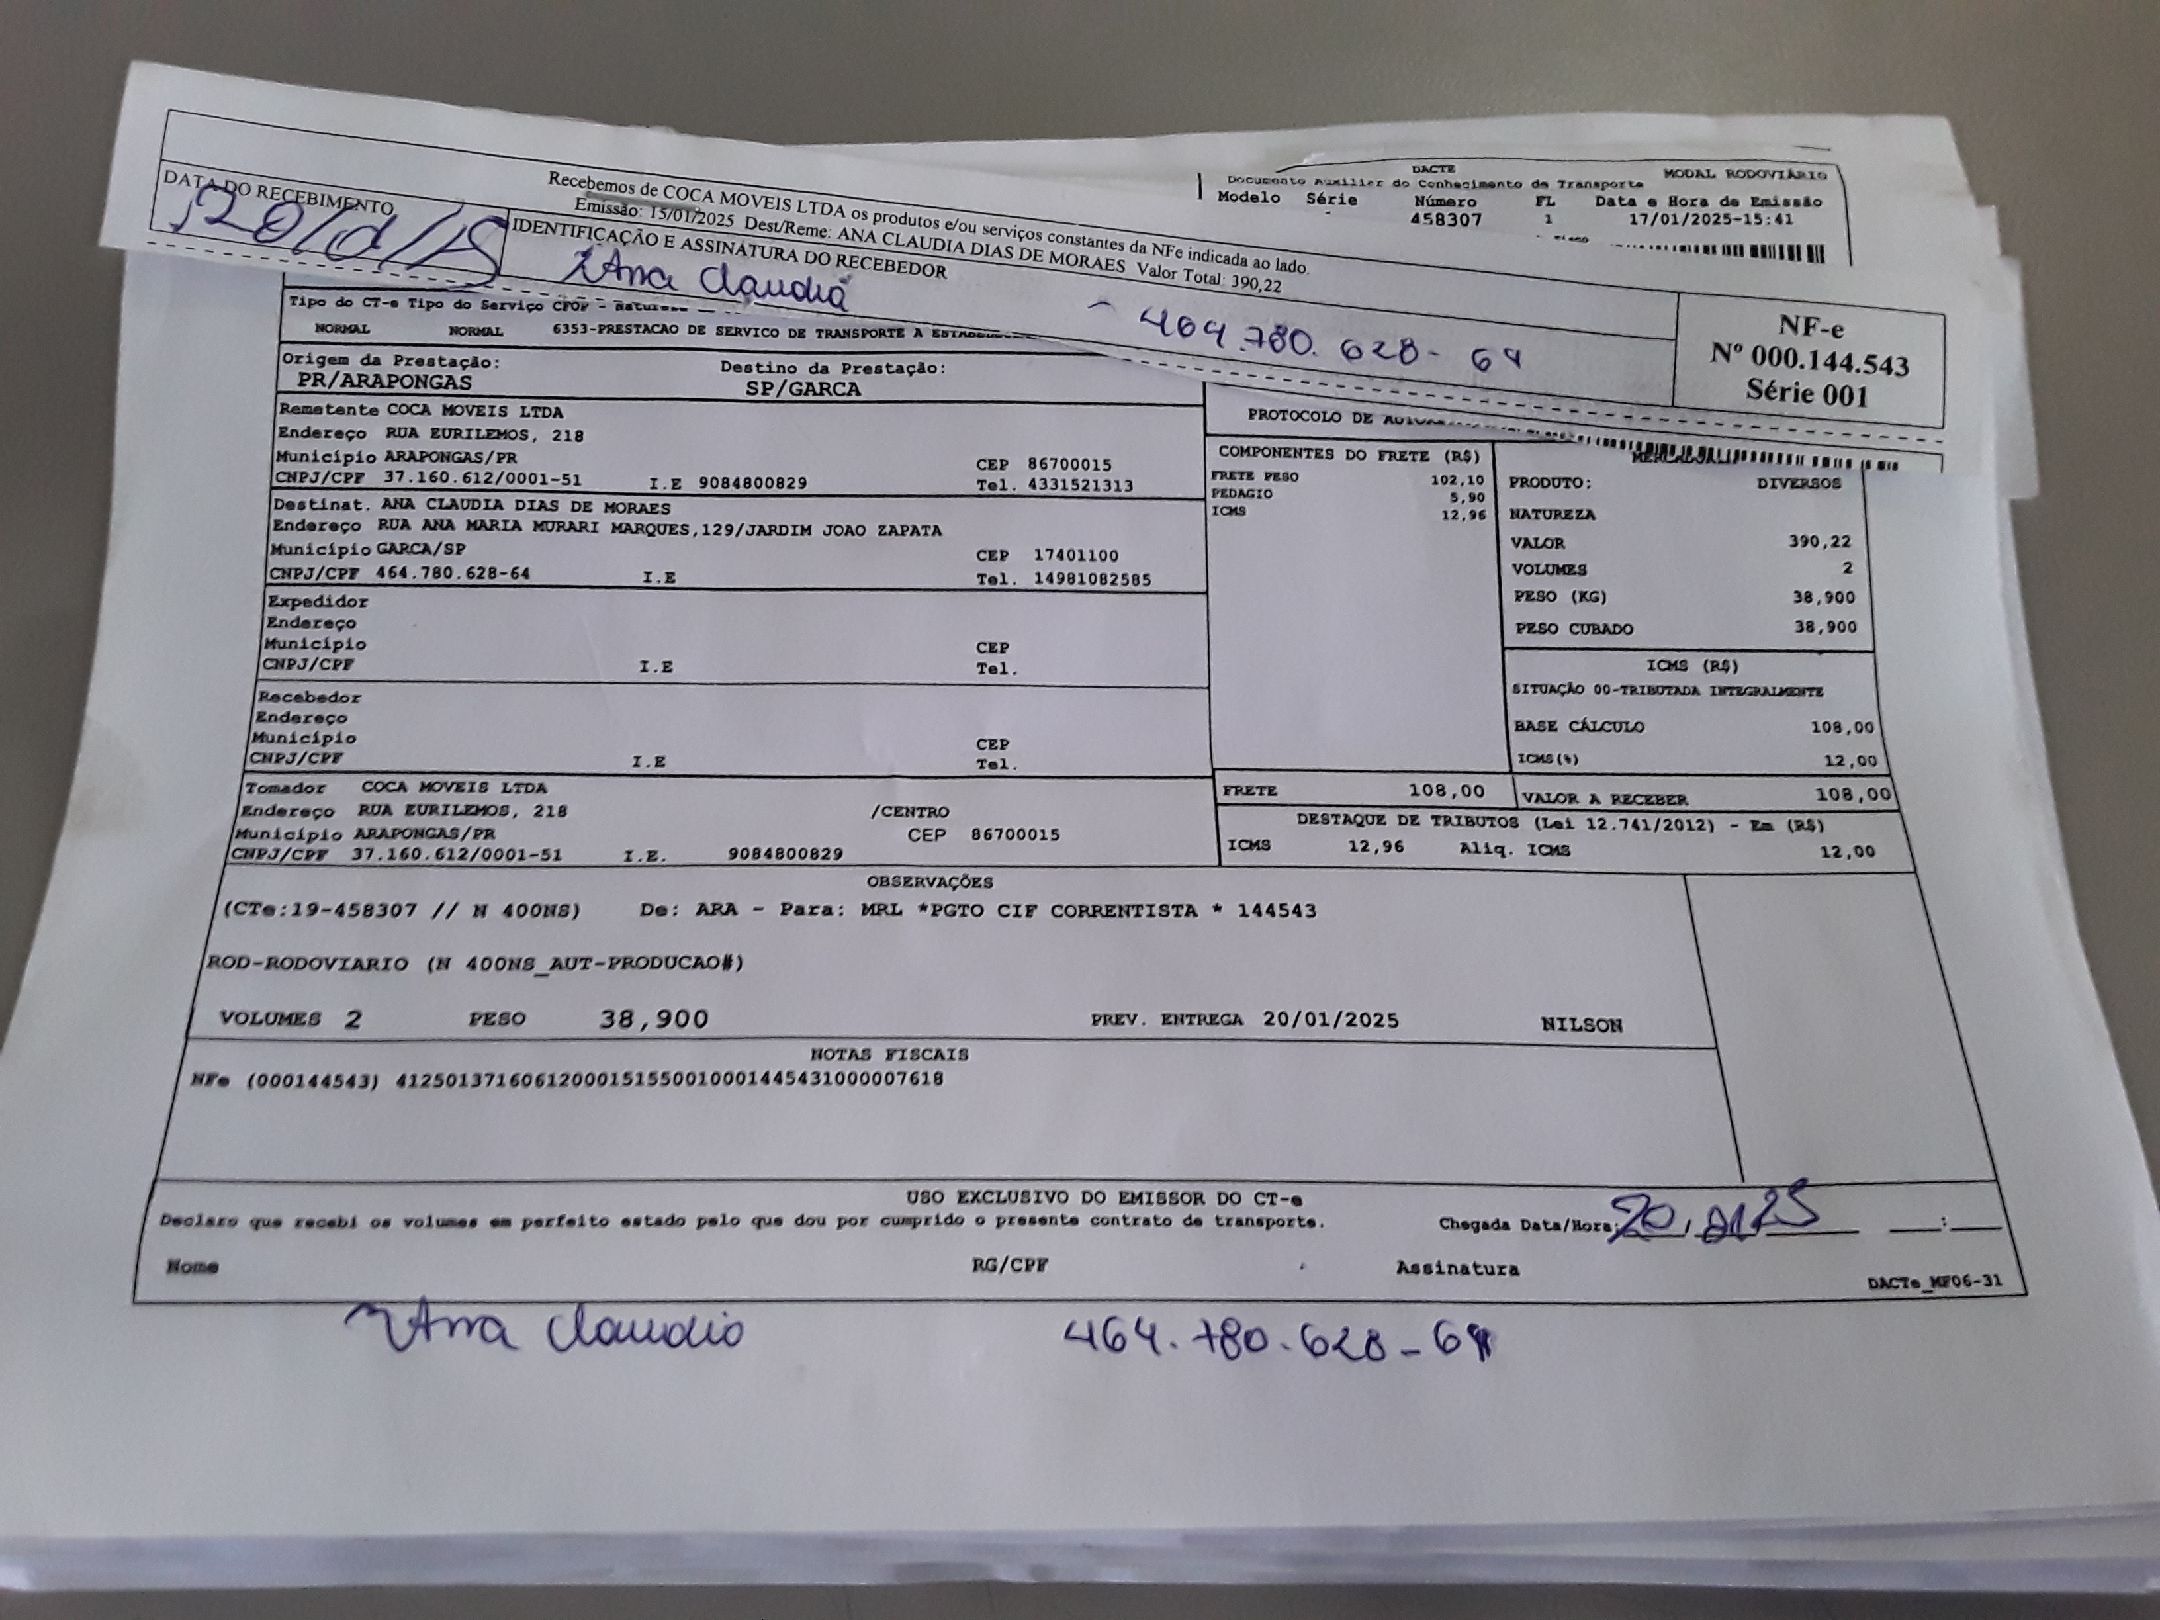 Recebemos de COCA MOVEIS LTDA os produtos e/ou serviços constantes da NFe indicada ao lado.
Emissão: 15/01/2025 Dest/Reme: ANA CLAUDIA DIAS DE MORAES Valor Total: 390,22
DATA DO RECEBIMENTO
IDENTIFICAÇÃO E ASSINATURA DO RECEBEDOR
Ana Claudia - 464.780.628-64
NF-e
Nº 000.144.543
Série 001
DACTE
MODAL RODOVIÁRIO
Documento Auxiliar do Conhecimento de Transporte
Modelo Série Número FL Data e Hora de Emissão
458307 1 17/01/2025-15:41
Tipo do CT-e Tipo do Serviço CFOP -
NORMAL NORMAL 6353-PRESTACAO DE SERVICO DE TRANSPORTE A
Origem da Prestação: Destino da Prestação:
PR/ARAPONGAS SP/GARCA
PROTOCOLO DE
Remetente COCA MOVEIS LTDA
Endereço RUA EURILEMOS, 218
Município ARAPONGAS/PR CEP 86700015
CNPJ/CPF 37.160.612/0001-51 I.E 9084800829 Tel. 4331521313
Destinat. ANA CLAUDIA DIAS DE MORAES
Endereço RUA ANA MARIA MURARI MARQUES,129/JARDIM JOAO ZAPATA
Município GARCA/SP CEP 17401100
CNPJ/CPF 464.780.628-64 I.E Tel. 14981082585
Expedidor
Endereço
Município CEP
CNPJ/CPF I.E Tel.
Recebedor
Endereço
Município CEP
CNPJ/CPF I.E Tel.
Tomador COCA MOVEIS LTDA
Endereço RUA EURILEMOS, 218 /CENTRO
Município ARAPONGAS/PR CEP 86700015
CNPJ/CPF 37.160.612/0001-51 I.E. 9084800829
COMPONENTES DO FRETE (R$)
FRETE PESO 102,10
PEDAGIO 5,90
ICMS 12,96
PRODUTO: DIVERSOS
NATUREZA
VALOR 390,22
VOLUMES 2
PESO (KG) 38,900
PESO CUBADO 38,900
ICMS (R$)
SITUAÇÃO 00-TRIBUTADA INTEGRALMENTE
BASE CÁLCULO 108,00
ICMS(%) 12,00
FRETE 108,00 VALOR A RECEBER 108,00
DESTAQUE DE TRIBUTOS (Lei 12.741/2012) - Em (R$)
ICMS 12,96 Aliq. ICMS 12,00
OBSERVAÇÕES
(CTe:19-458307 // N 400NS) De: ARA - Para: MRL *PGTO CIF CORRENTISTA * 144543
ROD-RODOVIARIO (N 400NS_AUT-PRODUCAO#)
VOLUMES 2 PESO 38,900 PREV. ENTREGA 20/01/2025 NILSON
NOTAS FISCAIS
NFe (000144543) 41250137160612000151550010001445431000007618
USO EXCLUSIVO DO EMISSOR DO CT-e
Declaro que recebi os volumes em perfeito estado pelo que dou por cumprido o presente contrato de transporte.
Chegada Data/Hora: 20/01/25 __:__
Nome RG/CPF Assinatura
DACTe_MF06-31
Ana Claudio 464.780.628-64